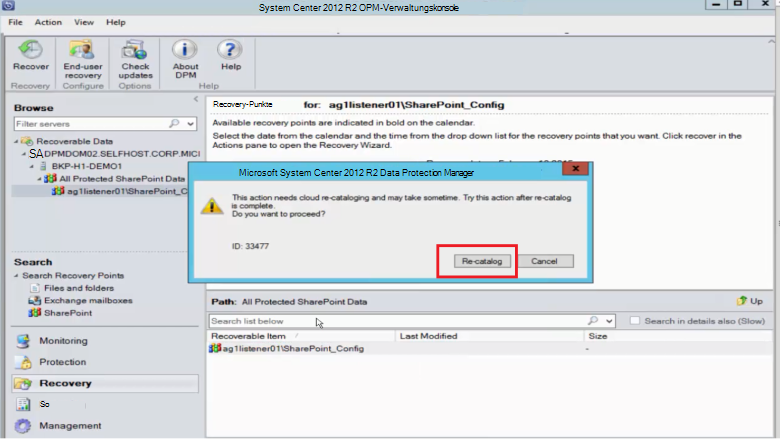 System Center 2012 R2 OPM-Verwaltungskonsole
File Action View Help
Recover
End-user recovery
Check updates
About DPM
Help
Recovery
Configure
Options
Help
Browse
Filter servers
Recoverable Data
SADPMDOM02.SELFHOST.CORP.MICI
BKP-H1-DEMO1
All Protected SharePoint Data
ag1listener01\SharePoint_C
Search
Search Recovery Points
Files and folders
Exchange mailboxes
SharePoint
Monitoring
Protection
Recovery
So
Management
Recovery-Punkte for: ag1listener01\SharePoint_Config
Available recovery points are indicated in bold on the calendar.
Select the date from the calendar and the time from the drop down list for the recovery points that you want. Click recover in the
Actions pane to open the Recovery Wizard.
Microsoft System Center 2012 R2 Data Protection Manager
This action needs cloud re-cataloging and may take sometime. Try this action after re-catalog
is complete.
Do you want to proceed?
ID: 33477
Re-catalog
Cancel
Path: All Protected SharePoint Data
Up
Search list below
Search in details also (Slow)
Recoverable Item Last Modified Size
ag1listener01\SharePoint_Config -